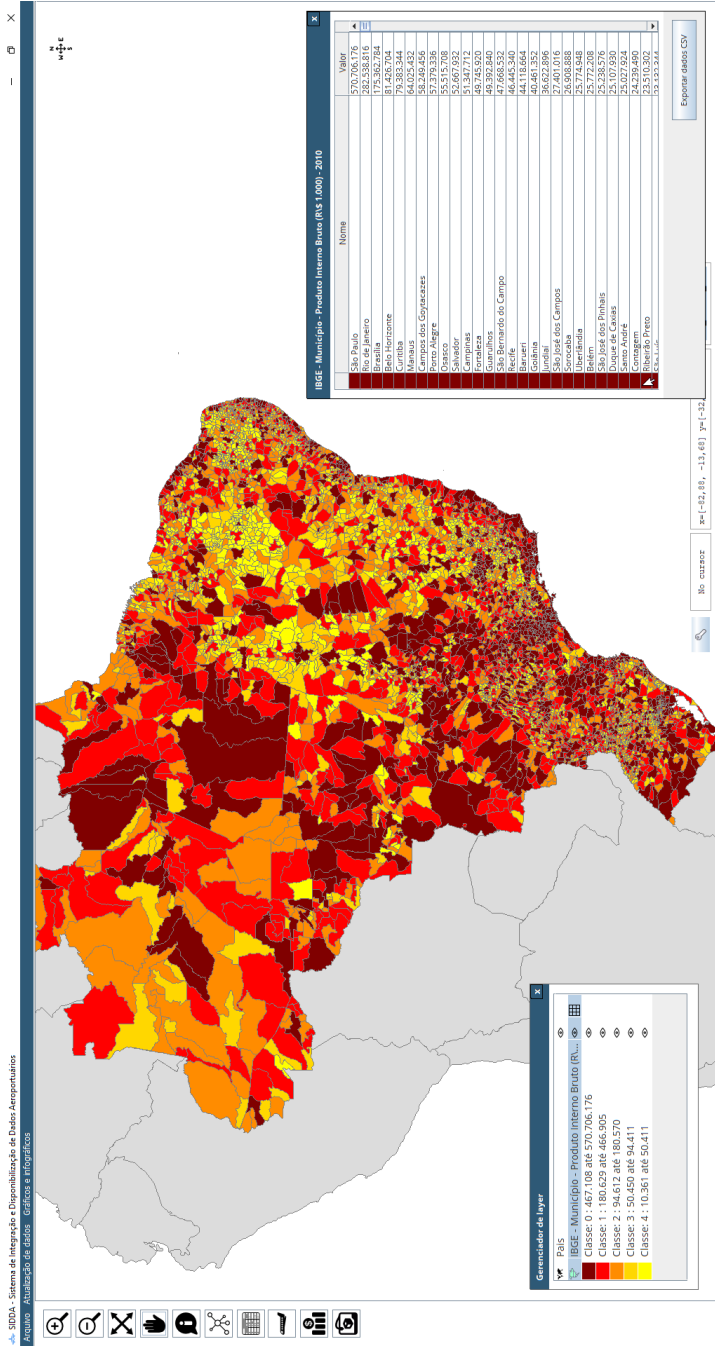 SIDDA - Sistema de Integração e Disponibilização de Dados Aeroportuários
Arquivo Atualização de dados Gráficos e infográficos
N
W E
S
IBGE - Município - Produto Interno Bruto (R\$ 1.000) - 2010
x
Nome Valor
São Paulo 570.706.176
Rio de Janeiro 282.538.816
Brasília 175.362.784
Belo Horizonte 81.426.704
Curitiba 79.383.344
Manaus 64.025.432
Campos dos Goytacazes 58.249.456
Porto Alegre 57.379.336
Osasco 55.515.708
Salvador 52.667.932
Campinas 51.347.712
Fortaleza 49.745.920
Guarulhos 49.392.840
São Bernardo do Campo 47.668.532
Recife 46.445.340
Barueri 44.118.664
Goiânia 40.461.352
Jundiaí 36.622.896
São José dos Campos 27.401.016
Sorocaba 26.908.888
Uberlândia 25.774.948
Belém 25.772.208
São José dos Pinhais 25.238.576
Duque de Caxias 25.107.930
Santo André 25.027.924
Contagem 24.239.490
Ribeirão Preto 23.510.302
Exportar dados CSV
Gerenciador de layer
x
País
IBGE - Município - Produto Interno Bruto (R\...
Classe: 0 : 467.108 até 570.706.176
Classe: 1 : 180.629 até 466.905
Classe: 2 : 94.612 até 180.570
Classe: 3 : 50.450 até 94.411
Classe: 4 : 10.361 até 50.411
No cursor
x=[-82,88, -13,68] y=[-32,